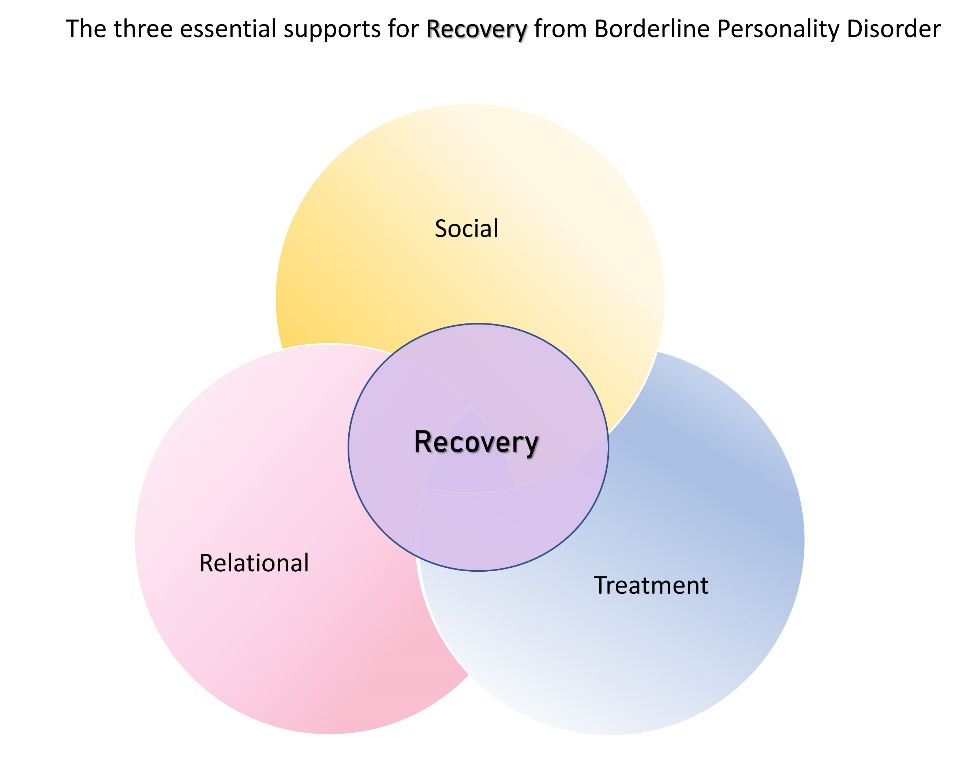 The three essential supports for Recovery from Borderline Personality Disorder
Social
Recovery
Relational
Treatment